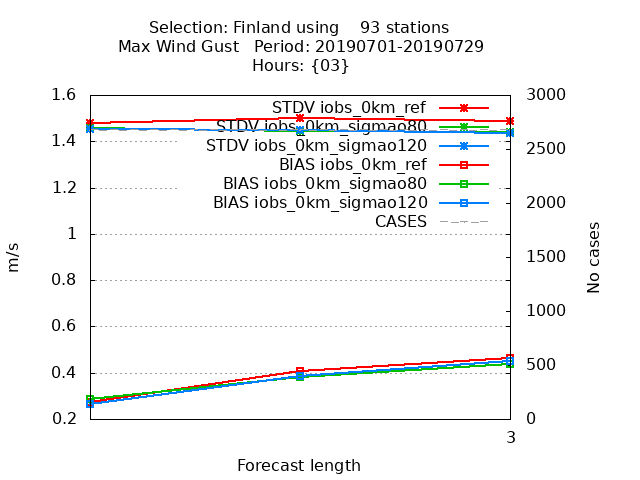 Selection: Finland using    93 stations
Max Wind Gust   Period: 20190701-20190729
Hours: {03}
1.6
1.4
1.2
1
0.8
0.6
0.4
0.2
m/s
STDV iobs_0km_ref
STDV iobs_0km_sigmao80
STDV iobs_0km_sigmao120
BIAS iobs_0km_ref
BIAS iobs_0km_sigmao80
BIAS iobs_0km_sigmao120
CASES
3000
2500
2000
1500
1000
500
0
No cases
3
Forecast length